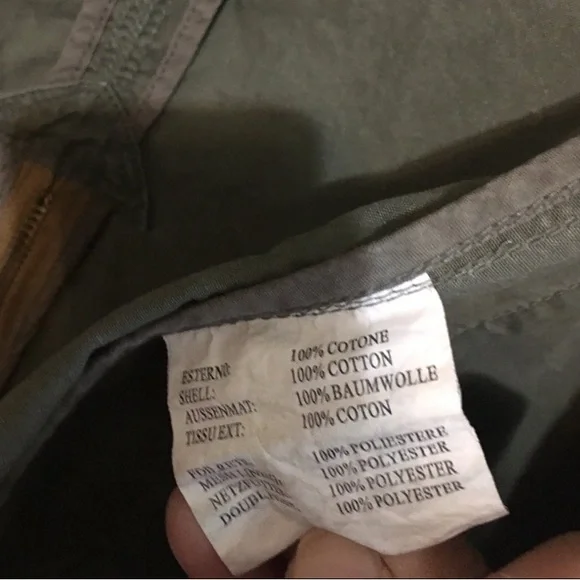 ESTERNO: 100% COTONE
SHELL: 100% COTTON
AUSSENMAT: 100% BAUMWOLLE
TISSU EXT: 100% COTON
100% POLIESTERE
100% POLYESTER
100% POLYESTER
100% POLYESTER